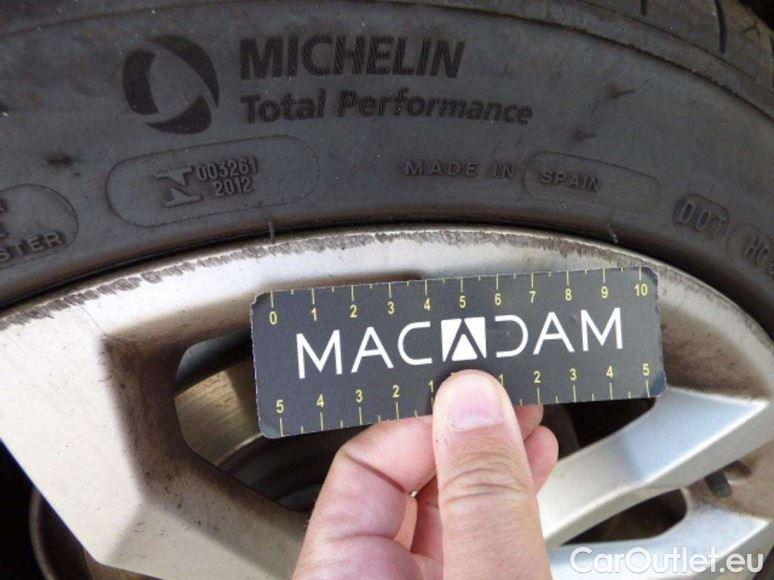 MICHELIN
Total Performance
N 003261
2012
MADE IN SPAIN
STER
DOT HO
0 1 2 3 4 5 6 7 8 9 10
MACADAM
5 4 3 2 1 1 2 3 4 5
CarOutlet.eu